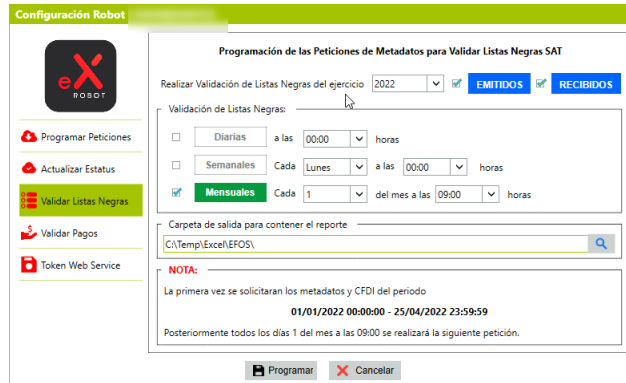 Configuración Robot
eX
ROBOT
Programar Peticiones
Actualizar Estatus
Validar Listas Negras
Validar Pagos
Token Web Service
Programación de las Peticiones de Metadatos para Validar Listas Negras SAT
Realizar Validación de Listas Negras del ejercicio 2022 EMITIDOS RECIBIDOS
Validación de Listas Negras:
Diarias a las 00:00 horas
Semanales Cada Lunes a las 00:00 horas
Mensuales Cada 1 del mes a las 09:00 horas
Carpeta de salida para contener el reporte
C:\Temp\Excel\EFOS\
NOTA:
La primera vez se solicitaran los metadatos y CFDI del periodo
01/01/2022 00:00:00 - 25/04/2022 23:59:59
Posteriormente todos los días 1 del mes a las 09:00 se realizará la siguiente petición.
Programar Cancelar